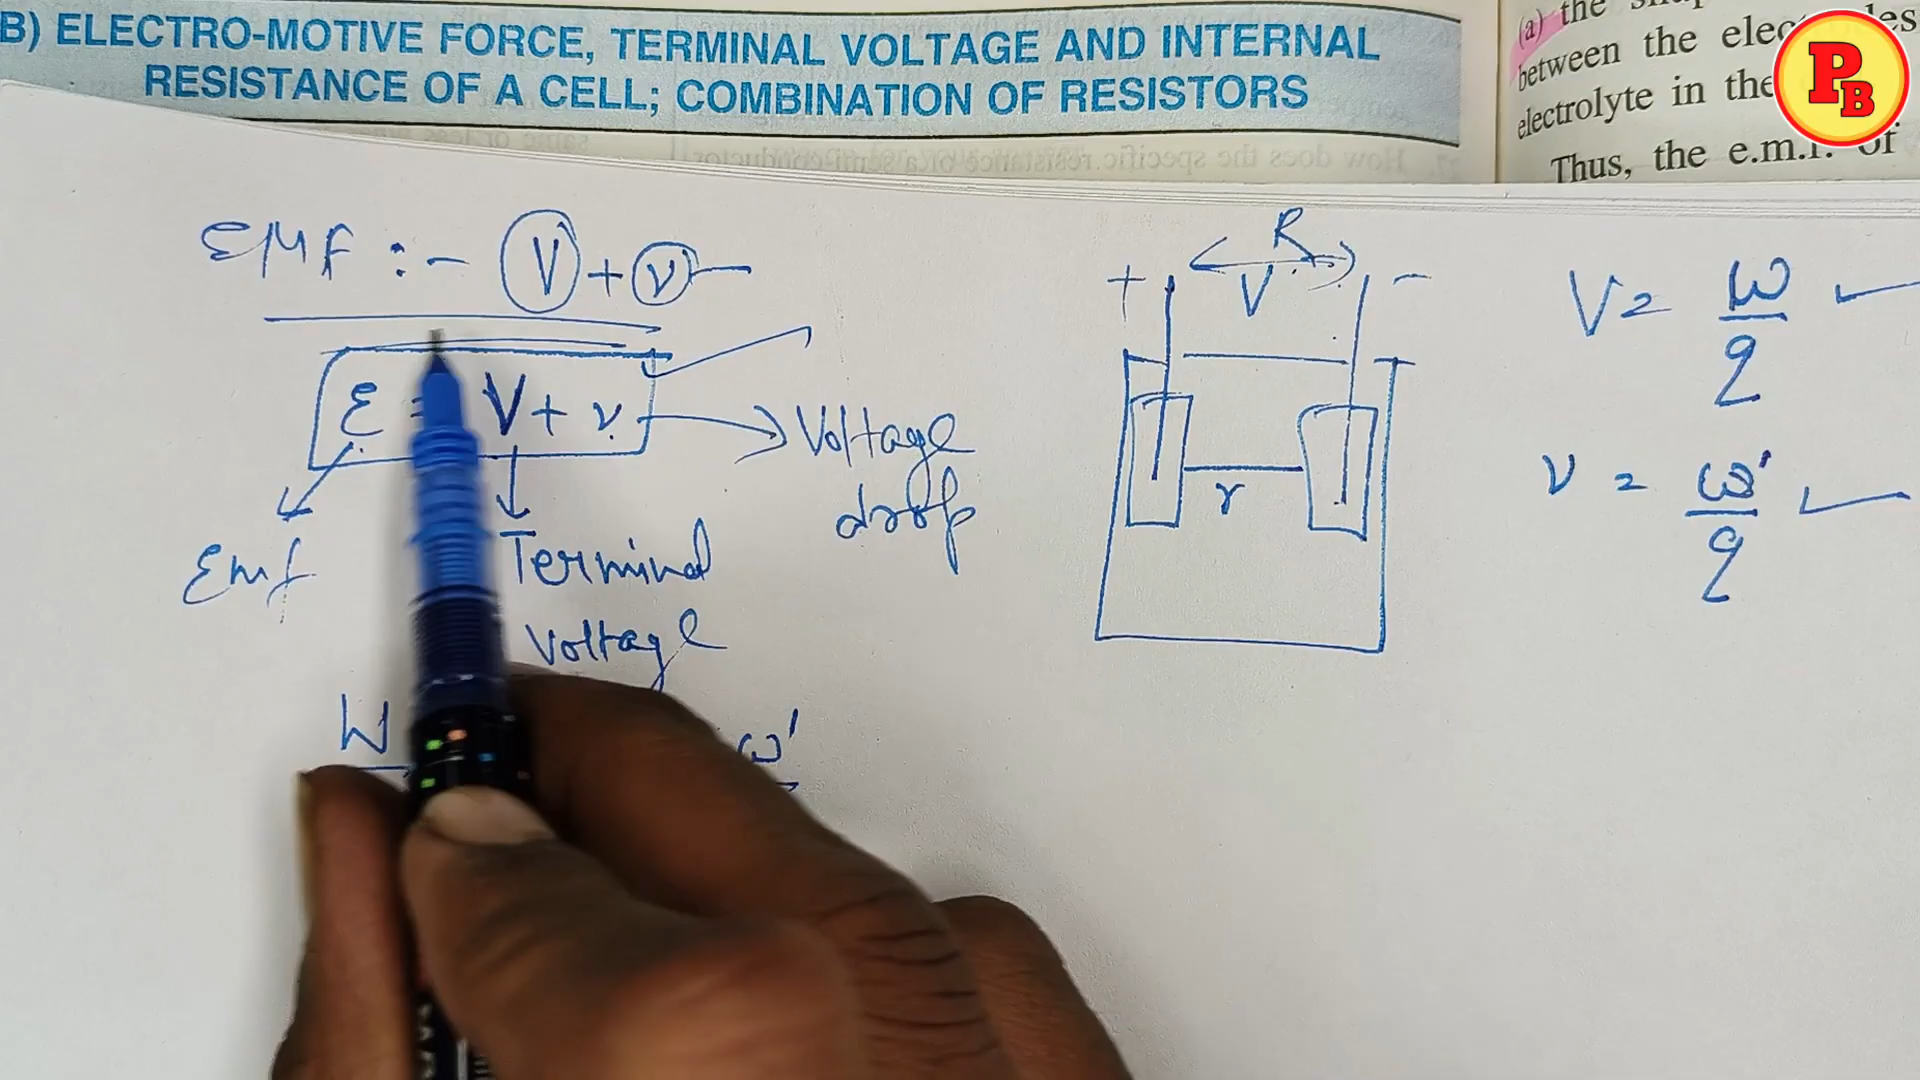 B) ELECTRO-MOTIVE FORCE, TERMINAL VOLTAGE AND INTERNAL
RESISTANCE OF A CELL; COMBINATION OF RESISTORS
(a) the
between the
electrolyte in the
Thus, the e.m.f. of
PB
EMF :- V + v
ε = V + v
Voltage
drop
Emf
Terminal
Voltage
W
ω'
R
+ V -
r
V = ω/q
v = ω'/q